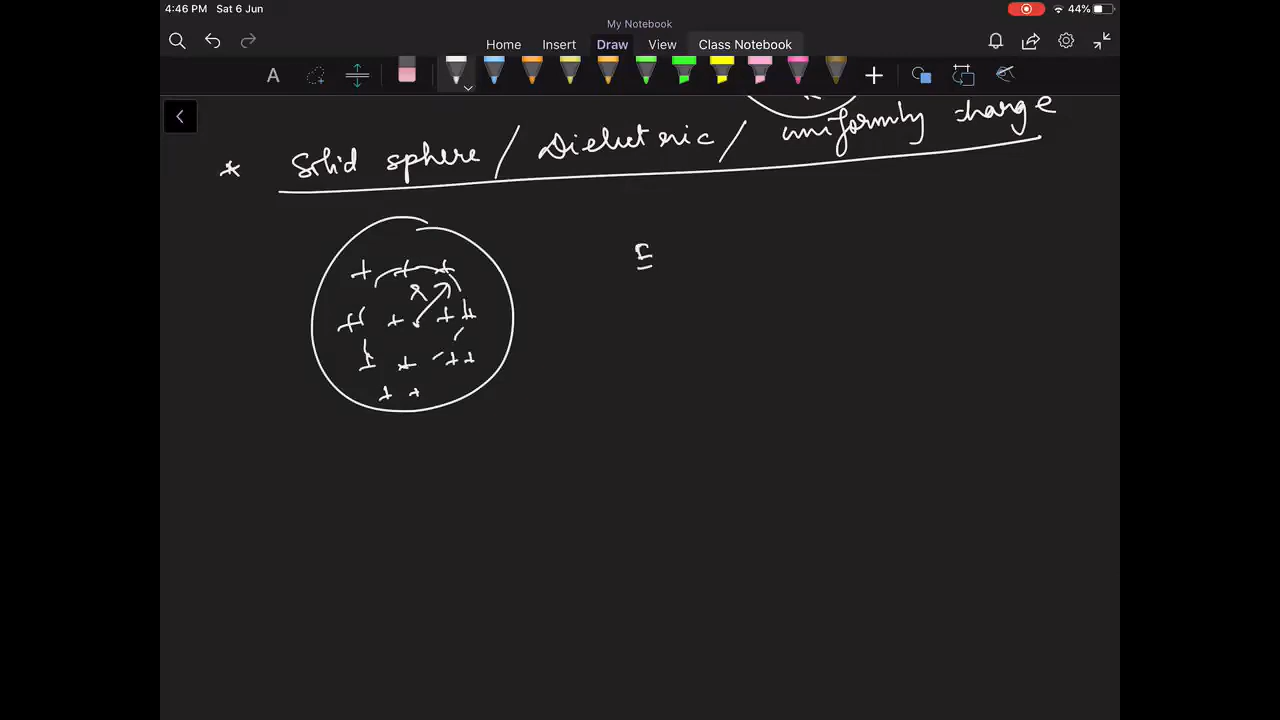 4:46 PM Sat 6 Jun
44%
My Notebook
Home Insert Draw View Class Notebook
A
* Solid sphere / Dielectric / uniformly charge
R
+ + +
r
+ + + +
+ + + +
+ +
E